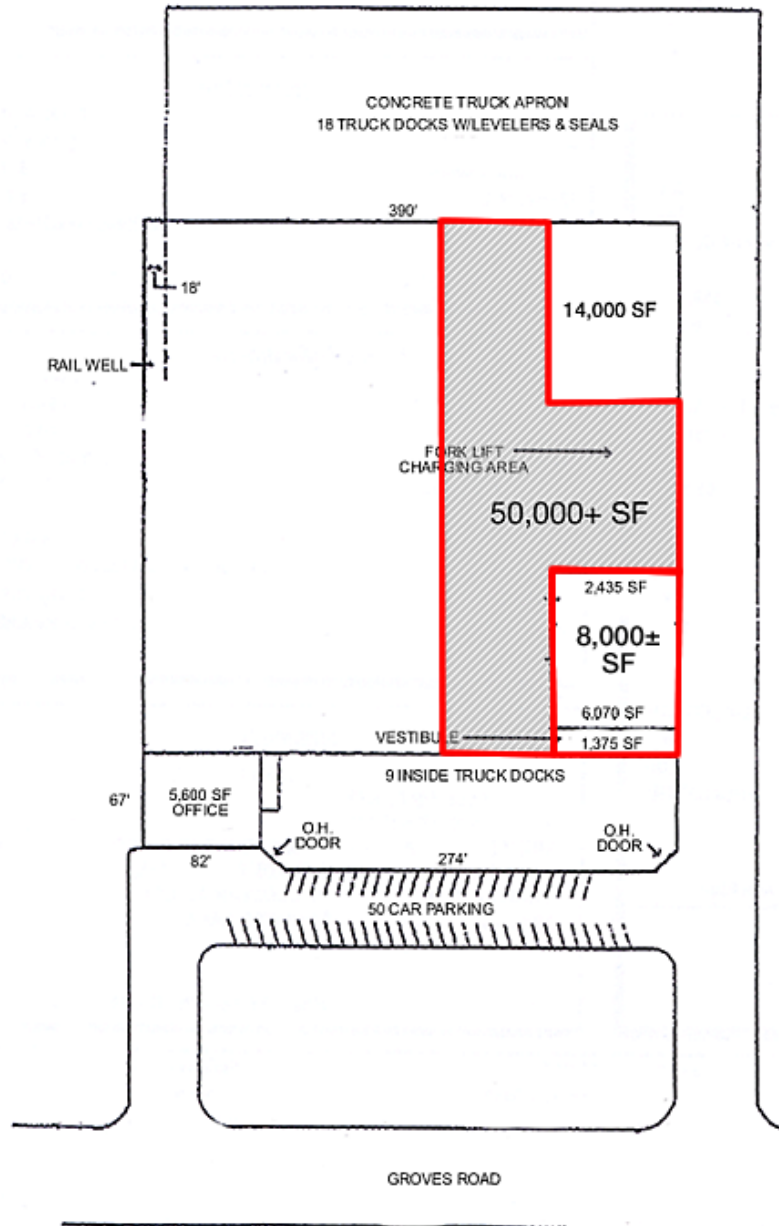 CONCRETE TRUCK APRON
18 TRUCK DOCKS W/LEVELERS & SEALS
390'
18'
14,000 SF
RAIL WELL
FORK LIFT
CHARGING AREA
50,000+ SF
2,435 SF
8,000±
SF
6,070 SF
VESTIBULE
1,375 SF
9 INSIDE TRUCK DOCKS
67'
5,600 SF
OFFICE
O.H.
DOOR
O.H.
DOOR
82'
274'
50 CAR PARKING
GROVES ROAD